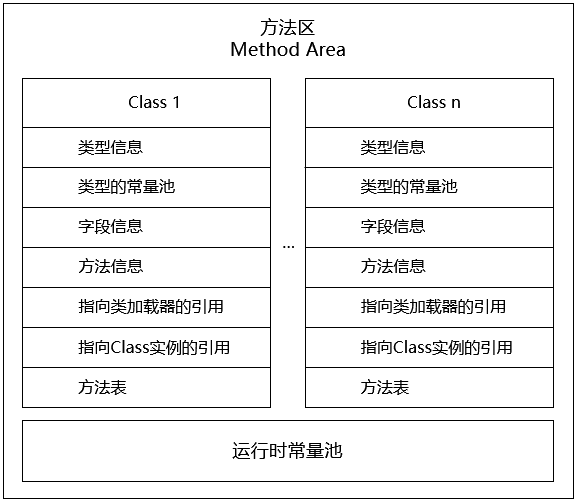 方法区
Method Area
Class 1
类型信息
类型的常量池
字段信息
方法信息
指向类加载器的引用
指向Class实例的引用
方法表
...
Class n
类型信息
类型的常量池
字段信息
方法信息
指向类加载器的引用
指向Class实例的引用
方法表
运行时常量池